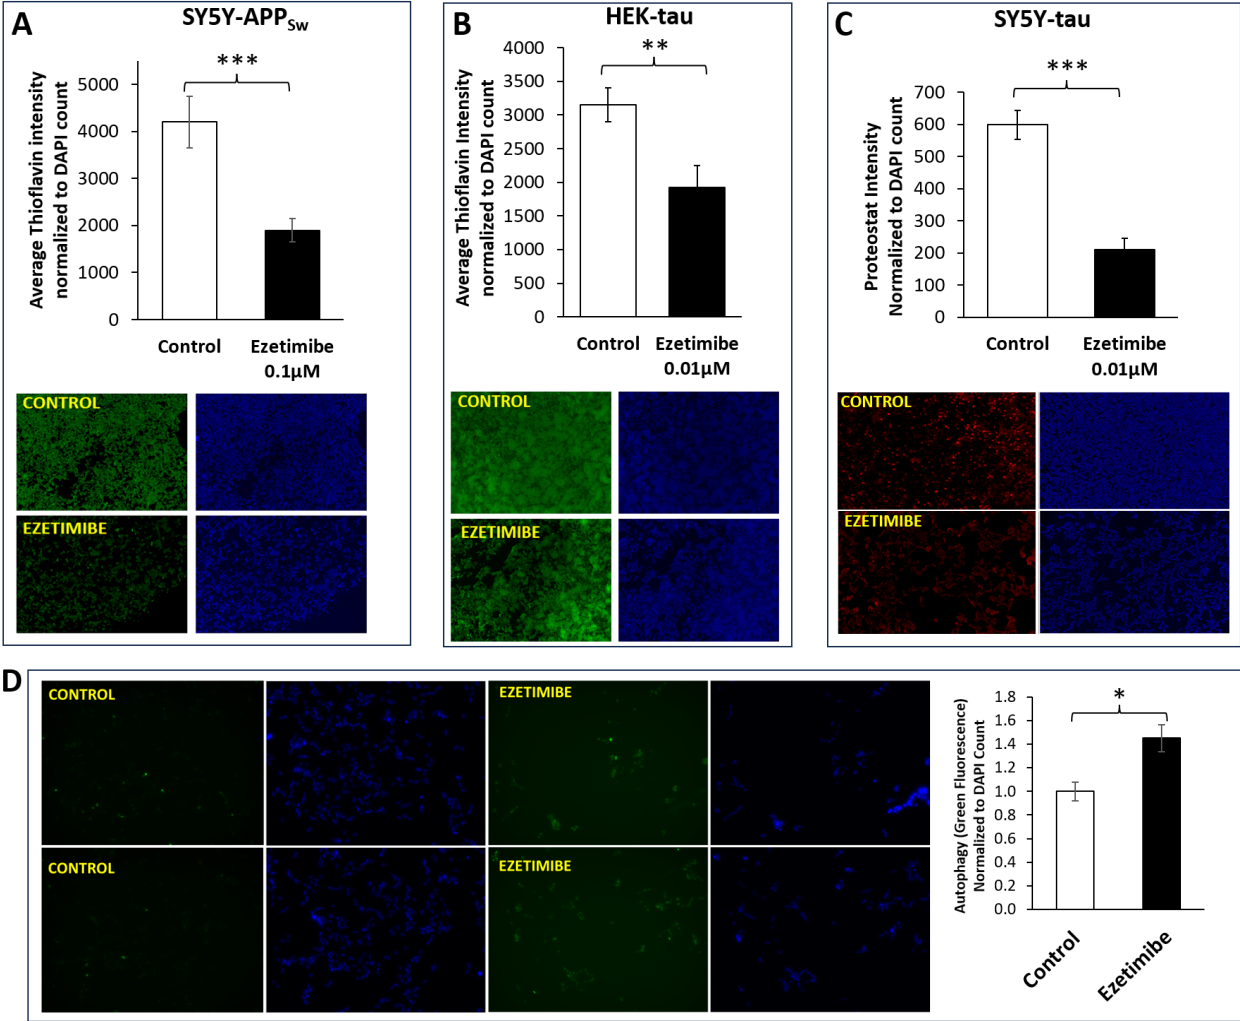 A
SY5Y-APPSw
***
Average Thioflavin intensity
normalized to DAPI count
5000
4000
3000
2000
1000
0
Control
Ezetimibe
0.1µM
CONTROL
EZETIMIBE
B
HEK-tau
**
Average Thioflavin Intensity
normalized to DAPI count
4000
3500
3000
2500
2000
1500
1000
500
0
Control
Ezetimibe
0.01µM
CONTROL
EZETIMIBE
C
SY5Y-tau
***
Proteostat Intensity
Normalized to DAPI count
700
600
500
400
300
200
100
0
Control
Ezetimibe
0.01µM
CONTROL
EZETIMIBE
D
CONTROL
EZETIMIBE
CONTROL
EZETIMIBE
*
Autophagy (Green Fluorescence)
Normalized to DAPI Count
1.8
1.6
1.4
1.2
1.0
0.8
0.6
0.4
0.2
0.0
Control
Ezetimibe